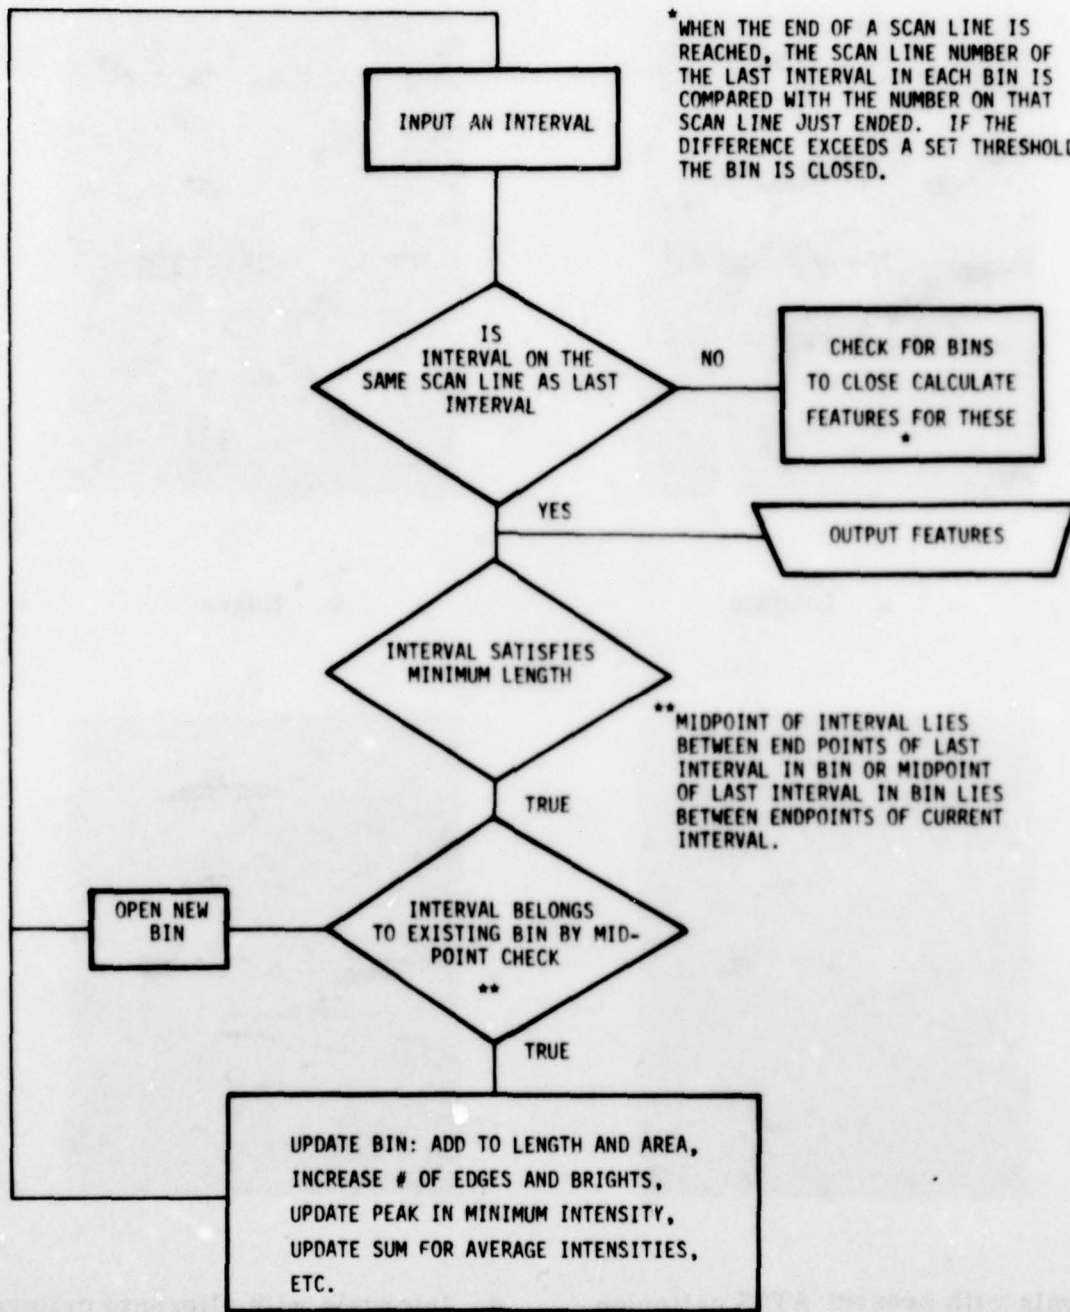 *WHEN THE END OF A SCAN LINE IS
REACHED, THE SCAN LINE NUMBER OF
THE LAST INTERVAL IN EACH BIN IS
COMPARED WITH THE NUMBER ON THAT
SCAN LINE JUST ENDED. IF THE
DIFFERENCE EXCEEDS A SET THRESHOLD
THE BIN IS CLOSED.
INPUT AN INTERVAL
IS
INTERVAL ON THE
SAME SCAN LINE AS LAST
INTERVAL
NO
CHECK FOR BINS
TO CLOSE CALCULATE
FEATURES FOR THESE
*
YES
OUTPUT FEATURES
INTERVAL SATISFIES
MINIMUM LENGTH
**MIDPOINT OF INTERVAL LIES
BETWEEN END POINTS OF LAST
INTERVAL IN BIN OR MIDPOINT
OF LAST INTERVAL IN BIN LIES
BETWEEN ENDPOINTS OF CURRENT
INTERVAL.
TRUE
OPEN NEW
BIN
INTERVAL BELONGS
TO EXISTING BIN BY MID-
POINT CHECK
**
TRUE
UPDATE BIN: ADD TO LENGTH AND AREA,
INCREASE # OF EDGES AND BRIGHTS,
UPDATE PEAK IN MINIMUM INTENSITY,
UPDATE SUM FOR AVERAGE INTENSITIES,
ETC.